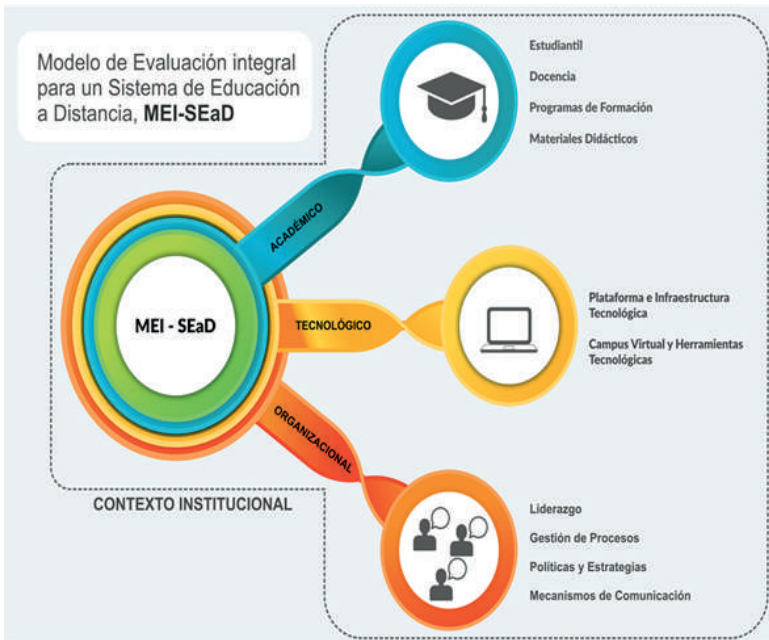 Modelo de Evaluación integral
para un Sistema de Educación
a Distancia, MEI-SEaD
Estudiantil
Docencia
Programas de Formación
Materiales Didácticos
ACADÉMICO
MEI - SEaD
TECNOLÓGICO
Plataforma e Infraestructura
Tecnológica
Campus Virtual y Herramientas
Tecnológicas
ORGANIZACIONAL
CONTEXTO INSTITUCIONAL
Liderazgo
Gestión de Procesos
Políticas y Estrategias
Mecanismos de Comunicación